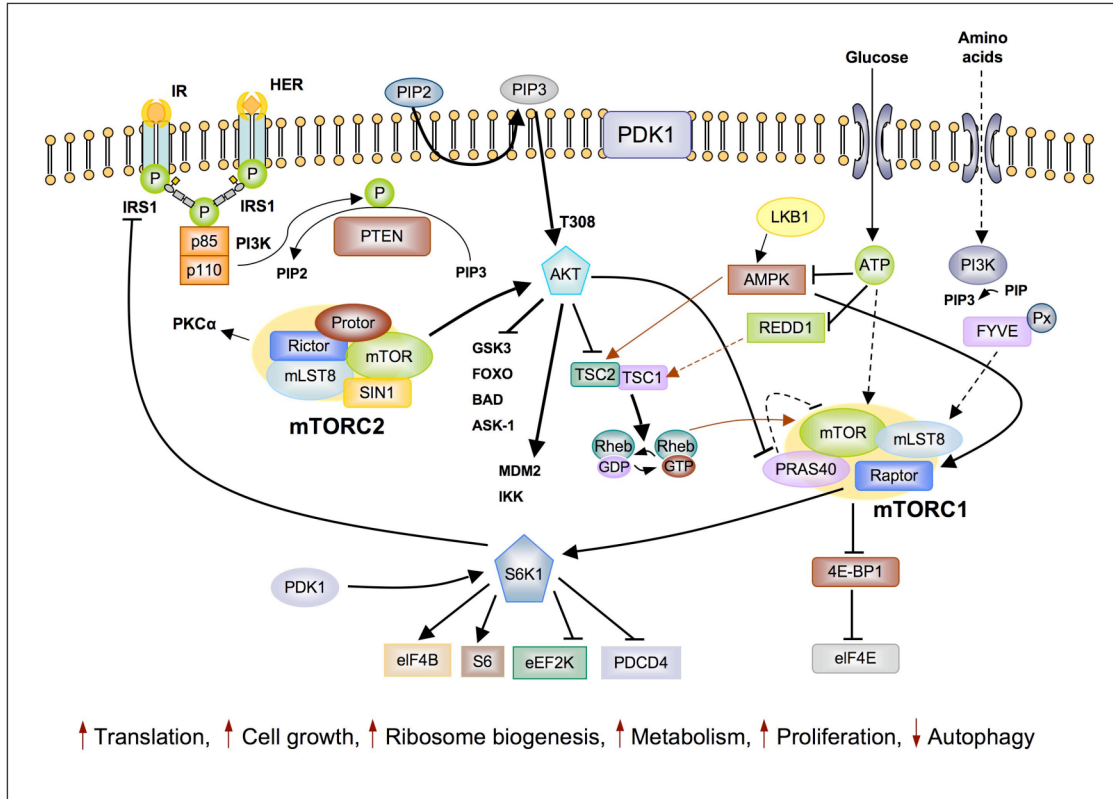 Amino
acids
Glucose
IR
HER
PIP2
PIP3
PDK1
P
P
IRS1
P
IRS1
p85
PI3K
p110
P
PTEN
PIP2
PIP3
T308
AKT
LKB1
AMPK
ATP
REDD1
PI3K
PIP3
PIP
FYVE
Px
PKCα
Protor
Rictor
mTOR
mLST8
SIN1
mTORC2
GSK3
FOXO
BAD
ASK-1
MDM2
IKK
TSC2
TSC1
Rheb
GDP
Rheb
GTP
mTOR
mLST8
PRAS40
Raptor
mTORC1
S6K1
PDK1
4E-BP1
eIF4E
eIF4B
S6
eEF2K
PDCD4
Translation, Cell growth, Ribosome biogenesis, Metabolism, Proliferation, Autophagy